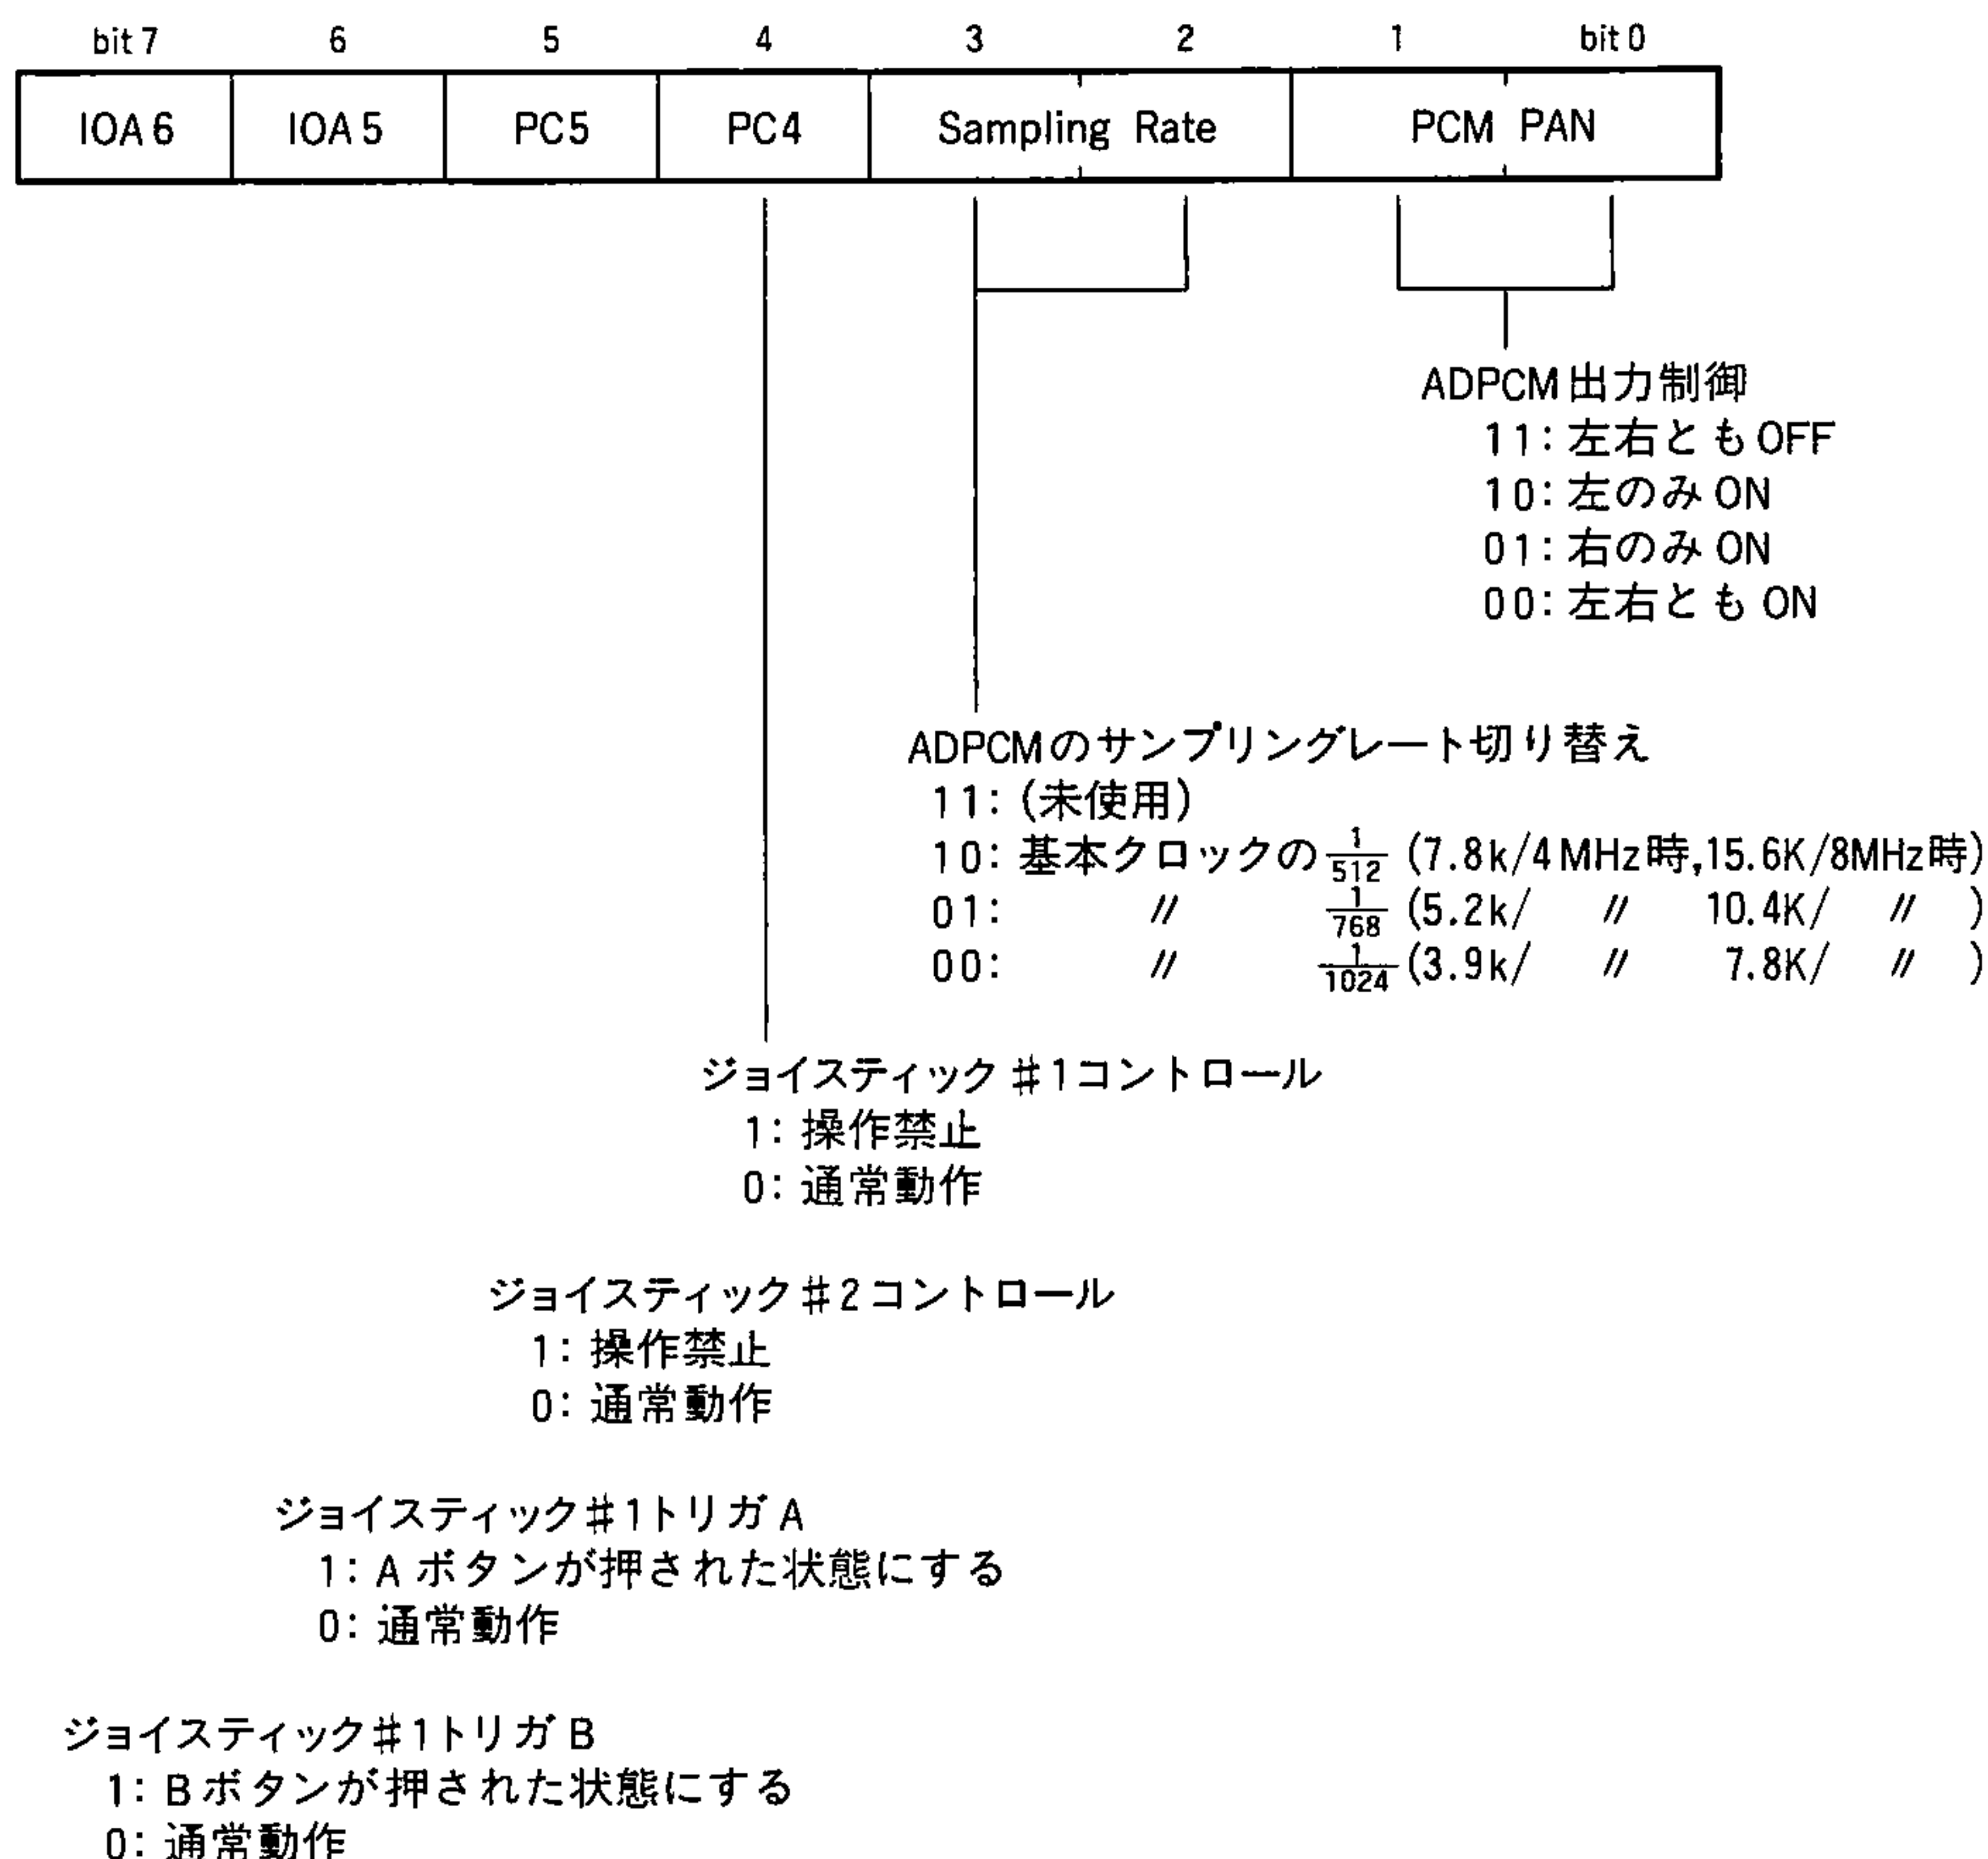 bit 7 6 5 4 3 2 1 bit 0
IOA 6 IOA 5 PC5 PC4 Sampling Rate PCM PAN
ADPCM出力制御
11: 左右ともOFF
10: 左のみON
01: 右のみON
00: 左右ともON
ADPCMのサンプリングレート切り替え
11: (未使用)
10: 基本クロックの 1/512 (7.8k/4MHz時,15.6K/8MHz時)
01: 〃 1/768 (5.2k/ 〃 10.4K/ 〃 )
00: 〃 1/1024 (3.9k/ 〃 7.8K/ 〃 )
ジョイスティック#1コントロール
1: 操作禁止
0: 通常動作
ジョイスティック#2コントロール
1: 操作禁止
0: 通常動作
ジョイスティック#1トリガA
1: Aボタンが押された状態にする
0: 通常動作
ジョイスティック#1トリガB
1: Bボタンが押された状態にする
0: 通常動作